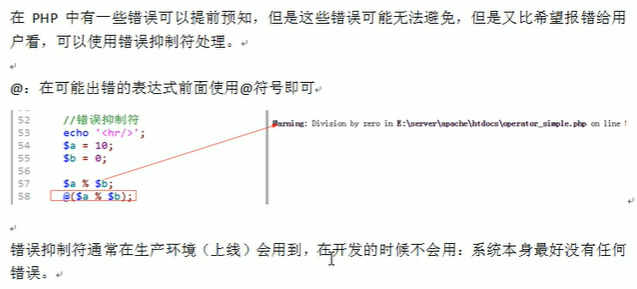 在 PHP 中有一些错误可以提前预知，但是这些错误可能无法避免，但是又比希望报错给用
户看，可以使用错误抑制符处理。
@：在可能出错的表达式前面使用@符号即可
52 //错误抑制符
53 echo '<hr/>';
54 $a = 10;
55 $b = 0;
56
57 $a % $b;
58 @($a % $b);
Warning: Division by zero in E:\server\apache\htdocs\operator_simple.php on line
错误抑制符通常在生产环境（上线）会用到，在开发的时候不会用：系统本身最好没有任何
错误。